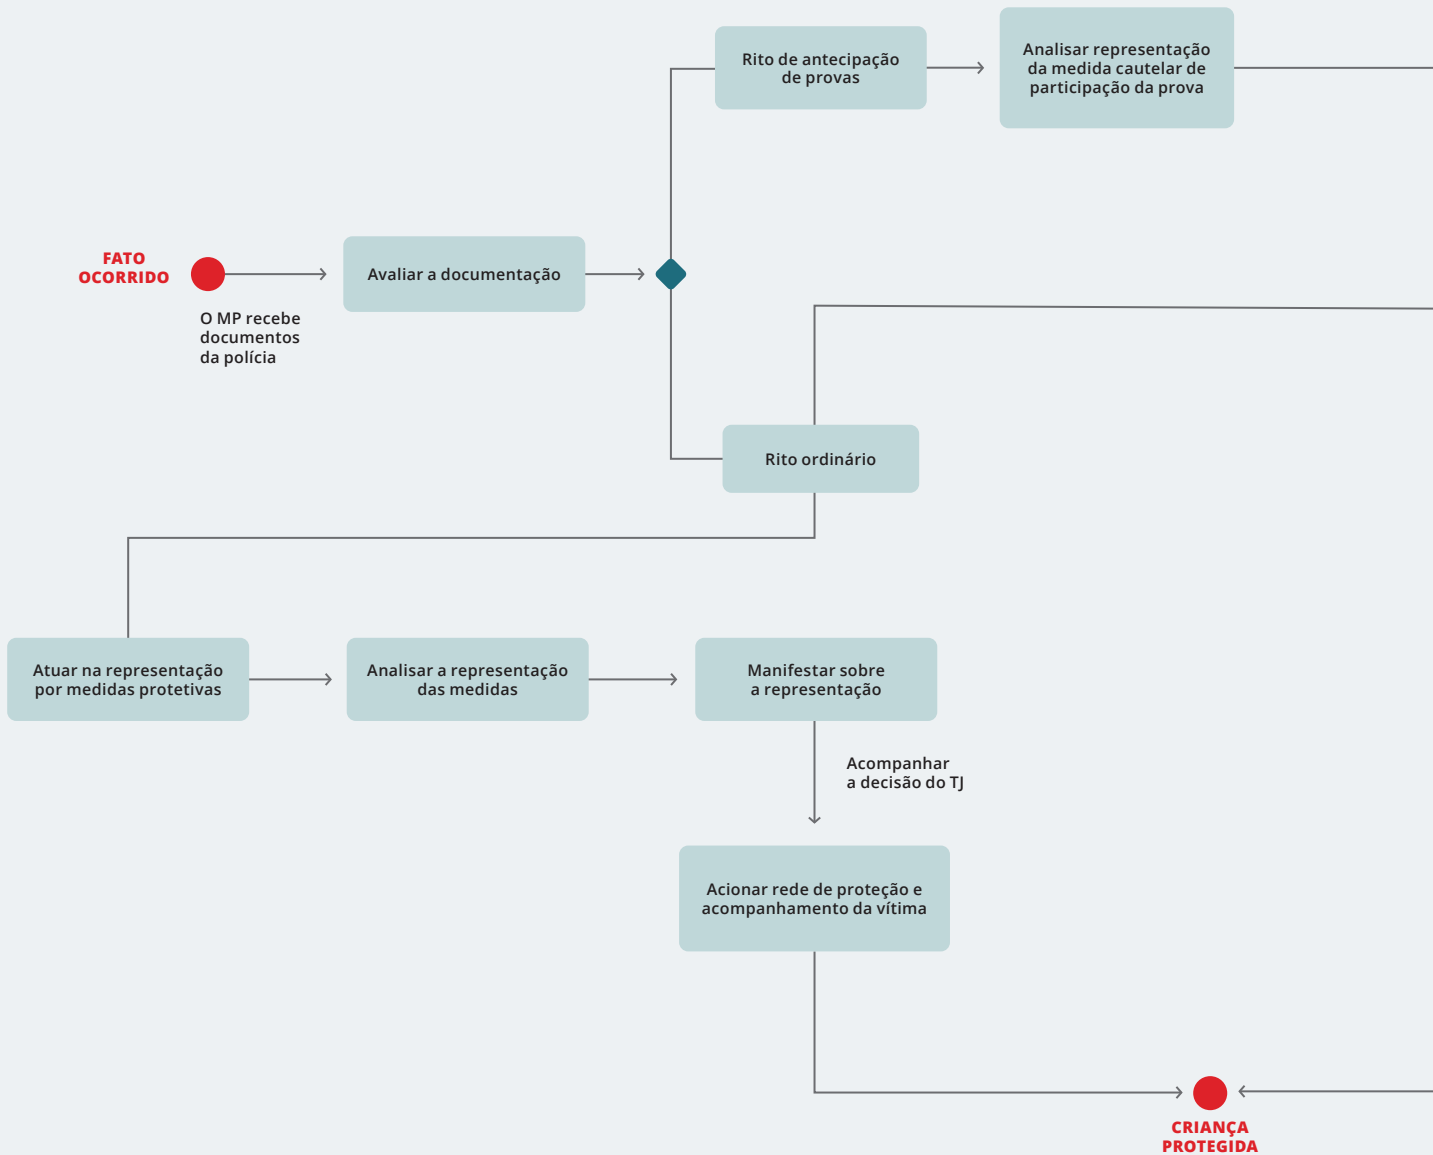 Rito de antecipação
de provas
Analisar representação
da medida cautelar de
participação da prova
FATO
OCORRIDO
O MP recebe
documentos
da polícia
Avaliar a documentação
Rito ordinário
Atuar na representação
por medidas protetivas
Analisar a representação
das medidas
Manifestar sobre
a representação
Acompanhar
a decisão do TJ
Acionar rede de proteção e
acompanhamento da vítima
CRIANÇA
PROTEGIDA